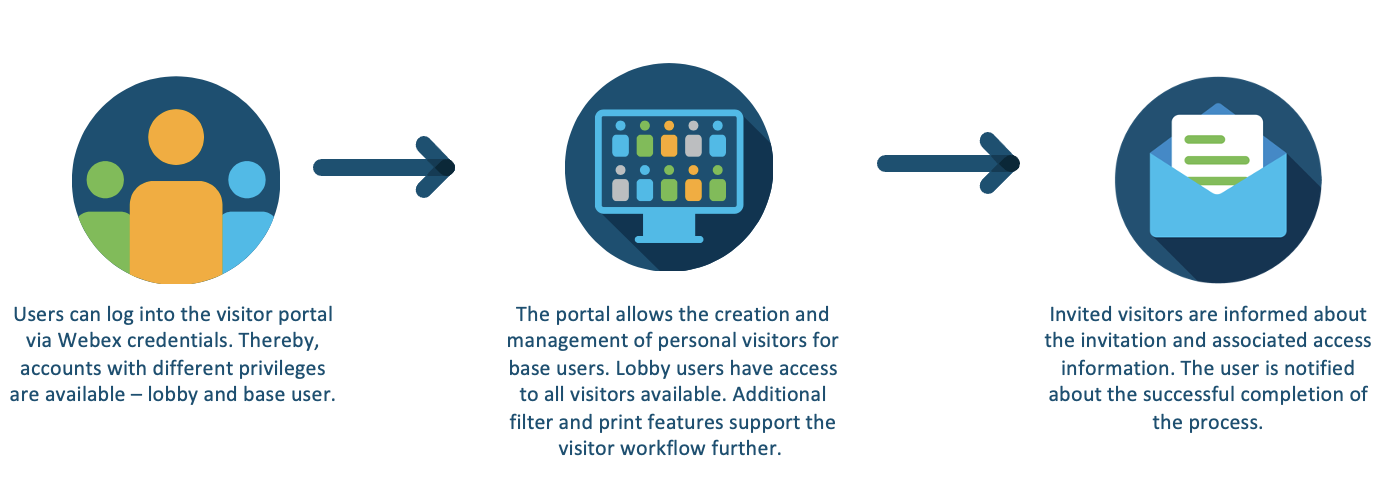 Users can log into the visitor portal
via Webex credentials. Thereby,
accounts with different privileges
are available – lobby and base user.
The portal allows the creation and
management of personal visitors for
base users. Lobby users have access
to all visitors available. Additional
filter and print features support the
visitor workflow further.
Invited visitors are informed about
the invitation and associated access
information. The user is notified
about the successful completion of
the process.